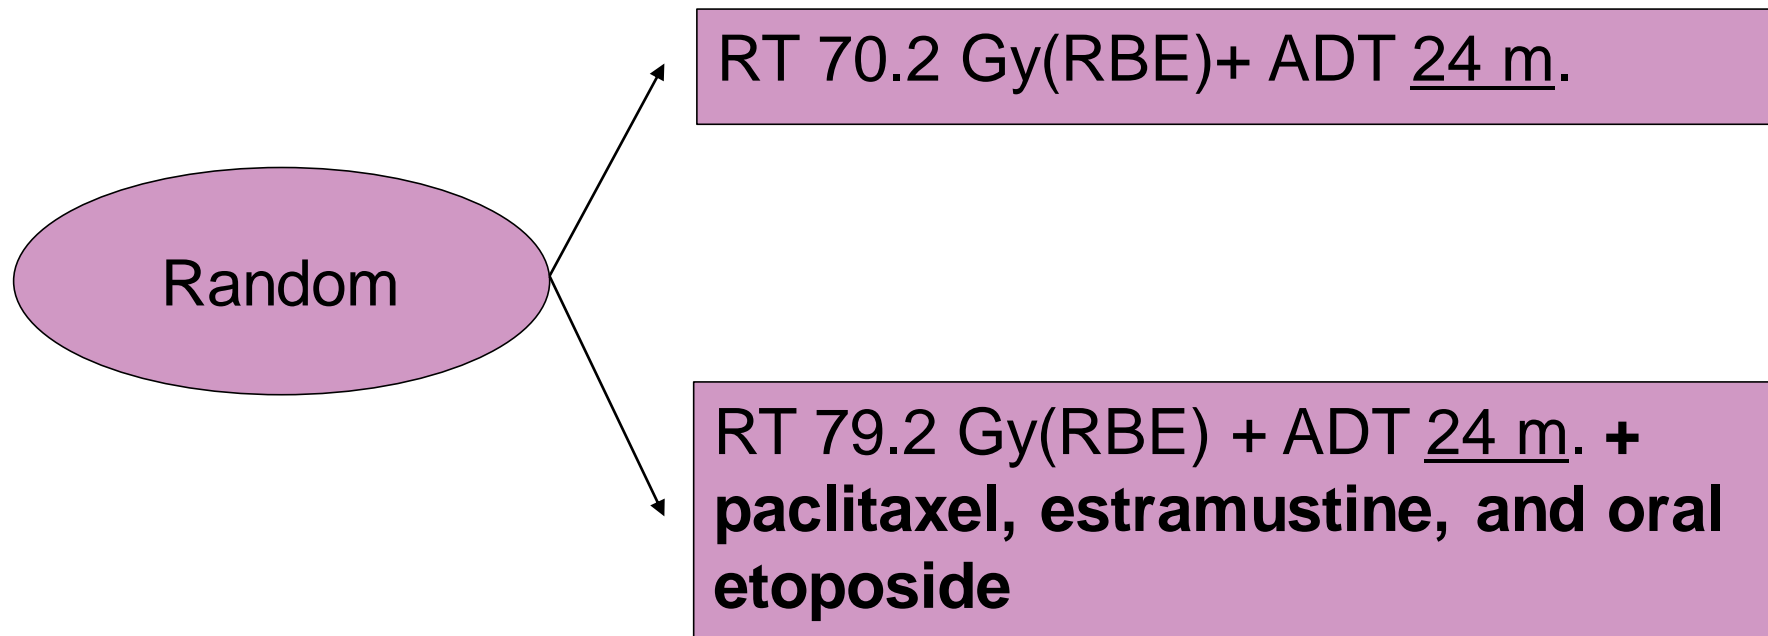 RT 70.2 Gy(RBE)+ ADT 24 m.
Random
RT 79.2 Gy(RBE) + ADT 24 m. +
paclitaxel, estramustine, and oral
etoposide